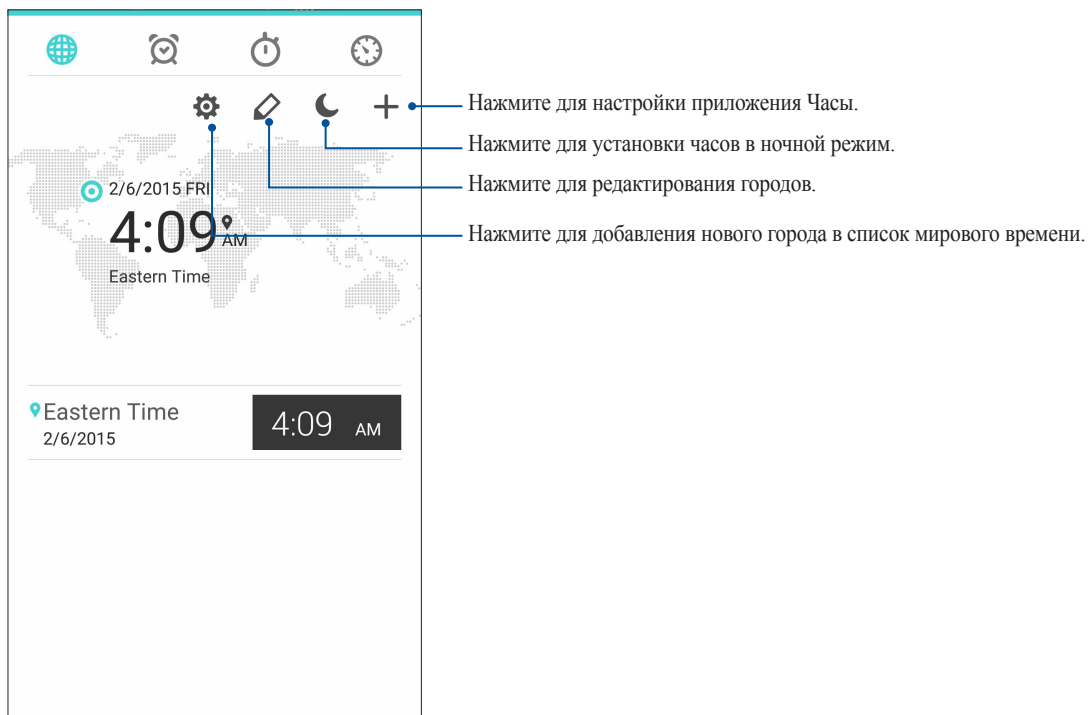 Нажмите для настройки приложения Часы.
Нажмите для установки часов в ночной режим.
2/6/2015 FRI
Нажмите для редактирования городов.
4:09 AM
Нажмите для добавления нового города в список мирового времени.
Eastern Time
Eastern Time
4:09 AM
2/6/2015